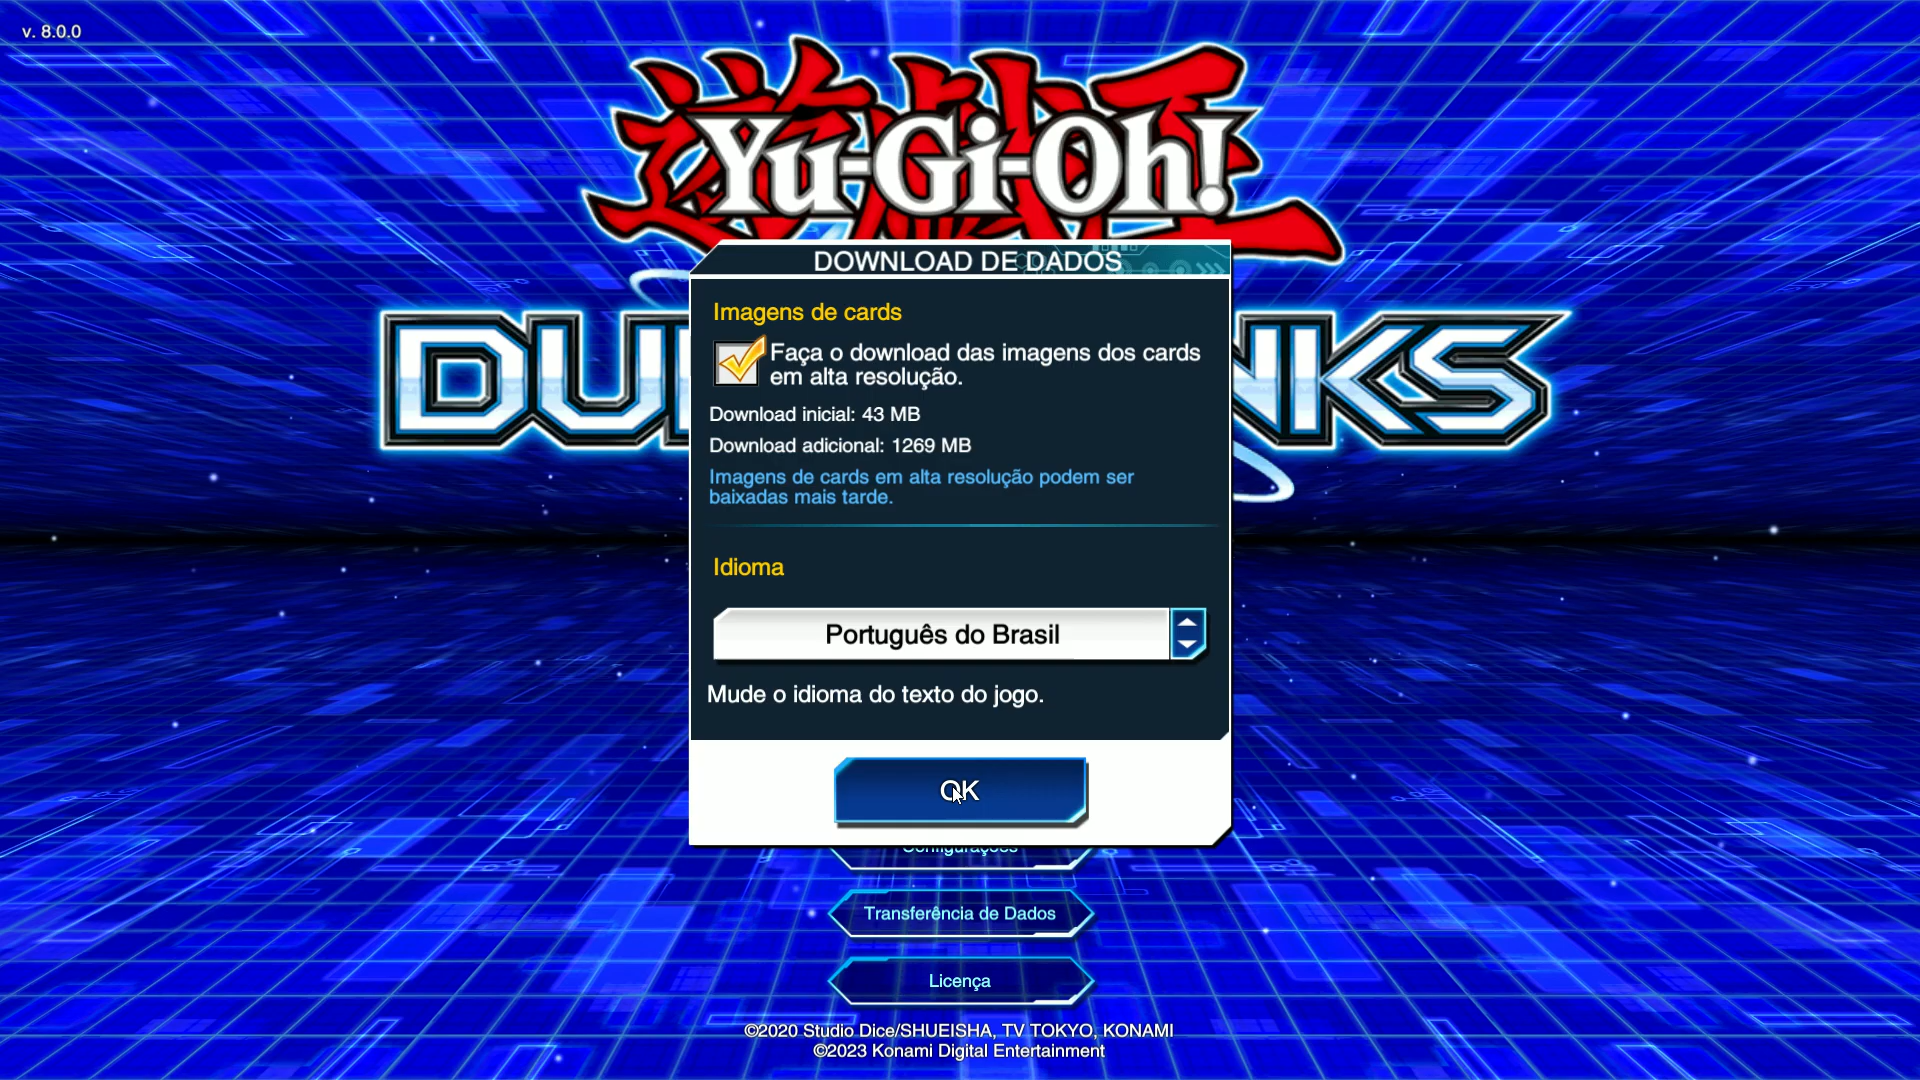 v. 8.0.0
Yu-Gi-Oh!
DOWNLOAD DE DADOS
Imagens de cards
Faça o download das imagens dos cards
em alta resolução.
Download inicial: 43 MB
Download adicional: 1269 MB
Imagens de cards em alta resolução podem ser
baixadas mais tarde.
Idioma
Português do Brasil
Mude o idioma do texto do jogo.
OK
Configurações
Transferência de Dados
Licença
©2020 Studio Dice/SHUEISHA, TV TOKYO, KONAMI
©2023 Konami Digital Entertainment